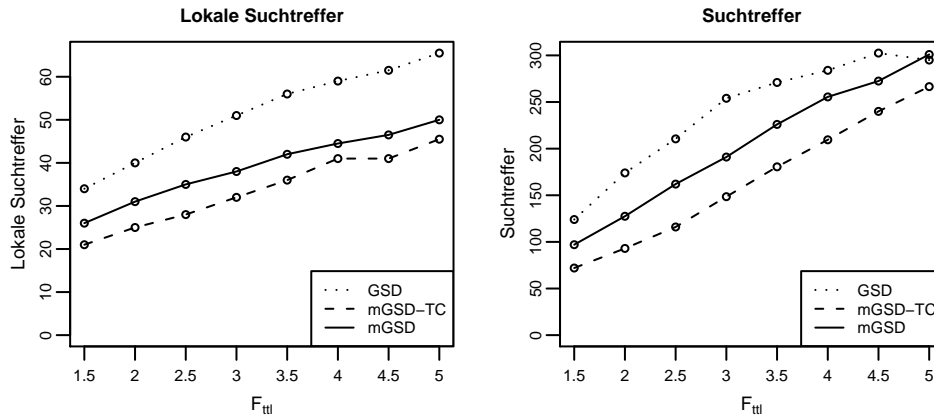 Lokale Suchtreffer
Lokale Suchtreffer
0
10
20
30
40
50
60
1.5 2 2.5 3 3.5 4 4.5 5
F_ttl
GSD
mGSD−TC
mGSD
Suchtreffer
Suchtreffer
0
50
100
150
200
250
300
1.5 2 2.5 3 3.5 4 4.5 5
F_ttl
GSD
mGSD−TC
mGSD